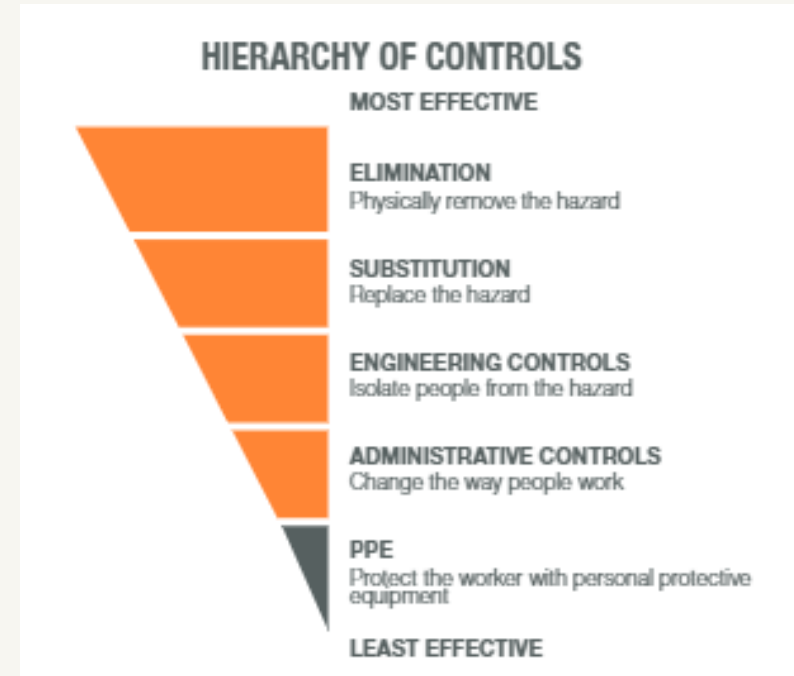 HIERARCHY OF CONTROLS
MOST EFFECTIVE
ELIMINATION
Physically remove the hazard
SUBSTITUTION
Replace the hazard
ENGINEERING CONTROLS
Isolate people from the hazard
ADMINISTRATIVE CONTROLS
Change the way people work
PPE
Protect the worker with personal protective
equipment
LEAST EFFECTIVE